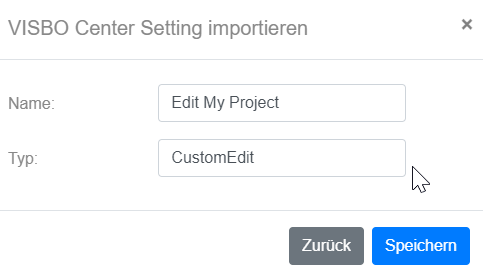 VISBO Center Setting importieren ×
Name: Edit My Project
Typ: CustomEdit
Zurück Speichern